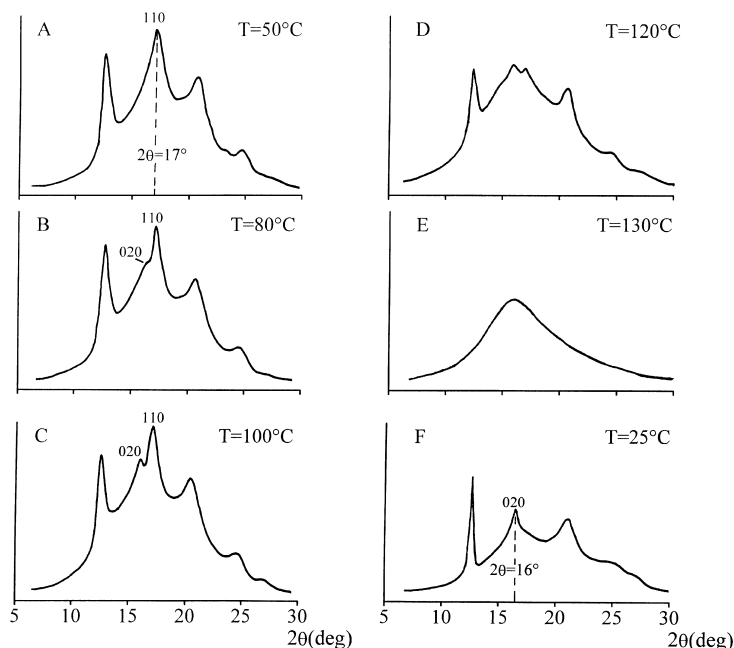 A
110
T=50°C
2θ=17°
B
110
T=80°C
020
C
110
T=100°C
020
5 10 15 20 25 30
2θ(deg)
D
T=120°C
E
T=130°C
F
T=25°C
020
2θ=16°
5 10 15 20 25 30
2θ(deg)